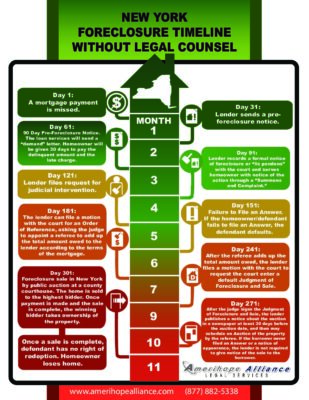 NEW YORK
FORECLOSURE TIMELINE
WITHOUT LEGAL COUNSEL
MONTH
Day 1:
A mortgage payment
is missed.
1
Day 31:
Lender sends a pre-
foreclosure notice.
Day 61:
90 Day Pre-Foreclosure Notice.
The loan servicer will send a
"demand" letter. Homeowner will
be given 30 days to pay the
delinquent amount and the
late charge.
2
Day 91:
Lender records a formal notice
of foreclosure or "lis pendens"
with the court and serves
homeowner with notice of the
action through a "Summons
and Complaint."
3
Day 121:
Lender files request for
judicial intervention.
4
Day 151:
Failure to File an Answer.
If the homeowner/defendant
fails to file an Answer, the
defendant defaults.
5
Day 181:
The lender can file a motion
with the court for an Order
of Reference, asking the judge
to appoint a referee to add up
the total amount owed to the
lender according to the terms
of the mortgage.
6
Day 241:
After the referee adds up the
total amount owed, the lender
files a motion with the court to
request the court enter a
default Judgment of
Foreclosure and Sale.
7
Day 301:
Foreclosure sale in New York
by public auction at a county
courthouse. The home is sold
to the highest bidder. Once
payment is made and the sale
is complete, the winning
bidder takes ownership of
the property.
9
Day 271:
After the judge signs the Judgment
of Foreclosure and Sale, the lender
publishes a notice about the auction
in a newspaper at least 30 days before
the auction date, and then may
schedule an Auction of the property
by the referee. If the homeowner never
filed an Answer or a notice of
appearance, the lender is not required
to give notice of the sale to the
borrower.
10
Once a sale is complete,
defendant has no right of
redeption. Homeowner
loses home.
11
Amerihope Alliance
LEGAL SERVICES
www.amerihopealliance.com (877) 882-5338